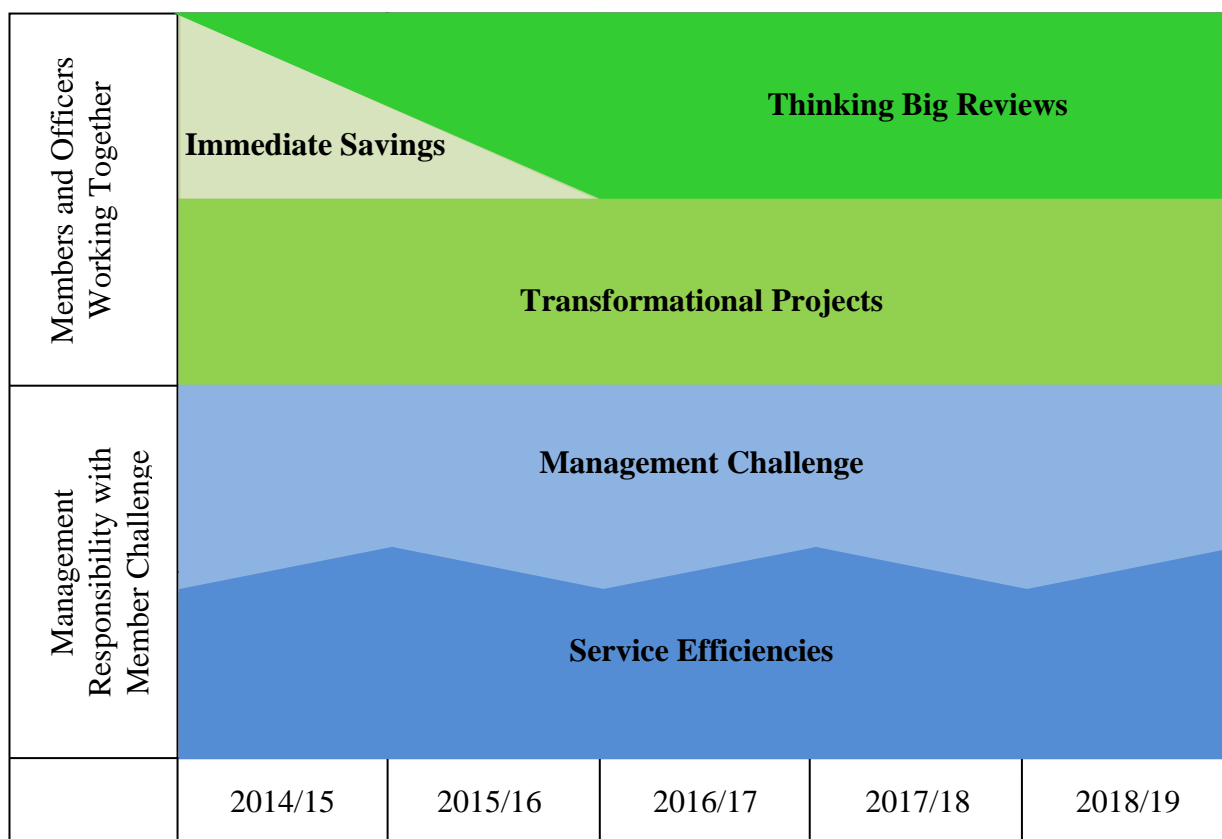 Members and Officers
Working Together
Thinking Big Reviews
Immediate Savings
Transformational Projects
Management
Responsibility with
Member Challenge
Management Challenge
Service Efficiencies
2014/15
2015/16
2016/17
2017/18
2018/19